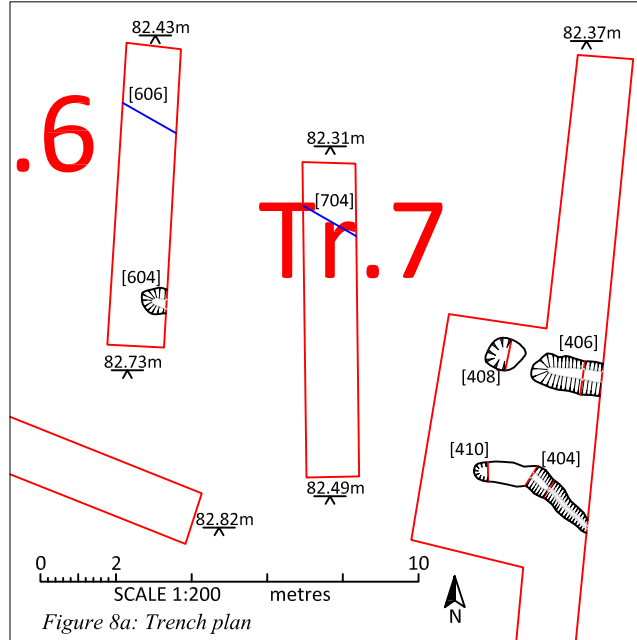 82.43m
82.37m
[606]
.6
82.31m
[704]
Tr.7
[604]
82.73m
[406]
[408]
[410]
[404]
82.49m
82.82m
0 2 10
SCALE 1:200 metres
N
Figure 8a: Trench plan